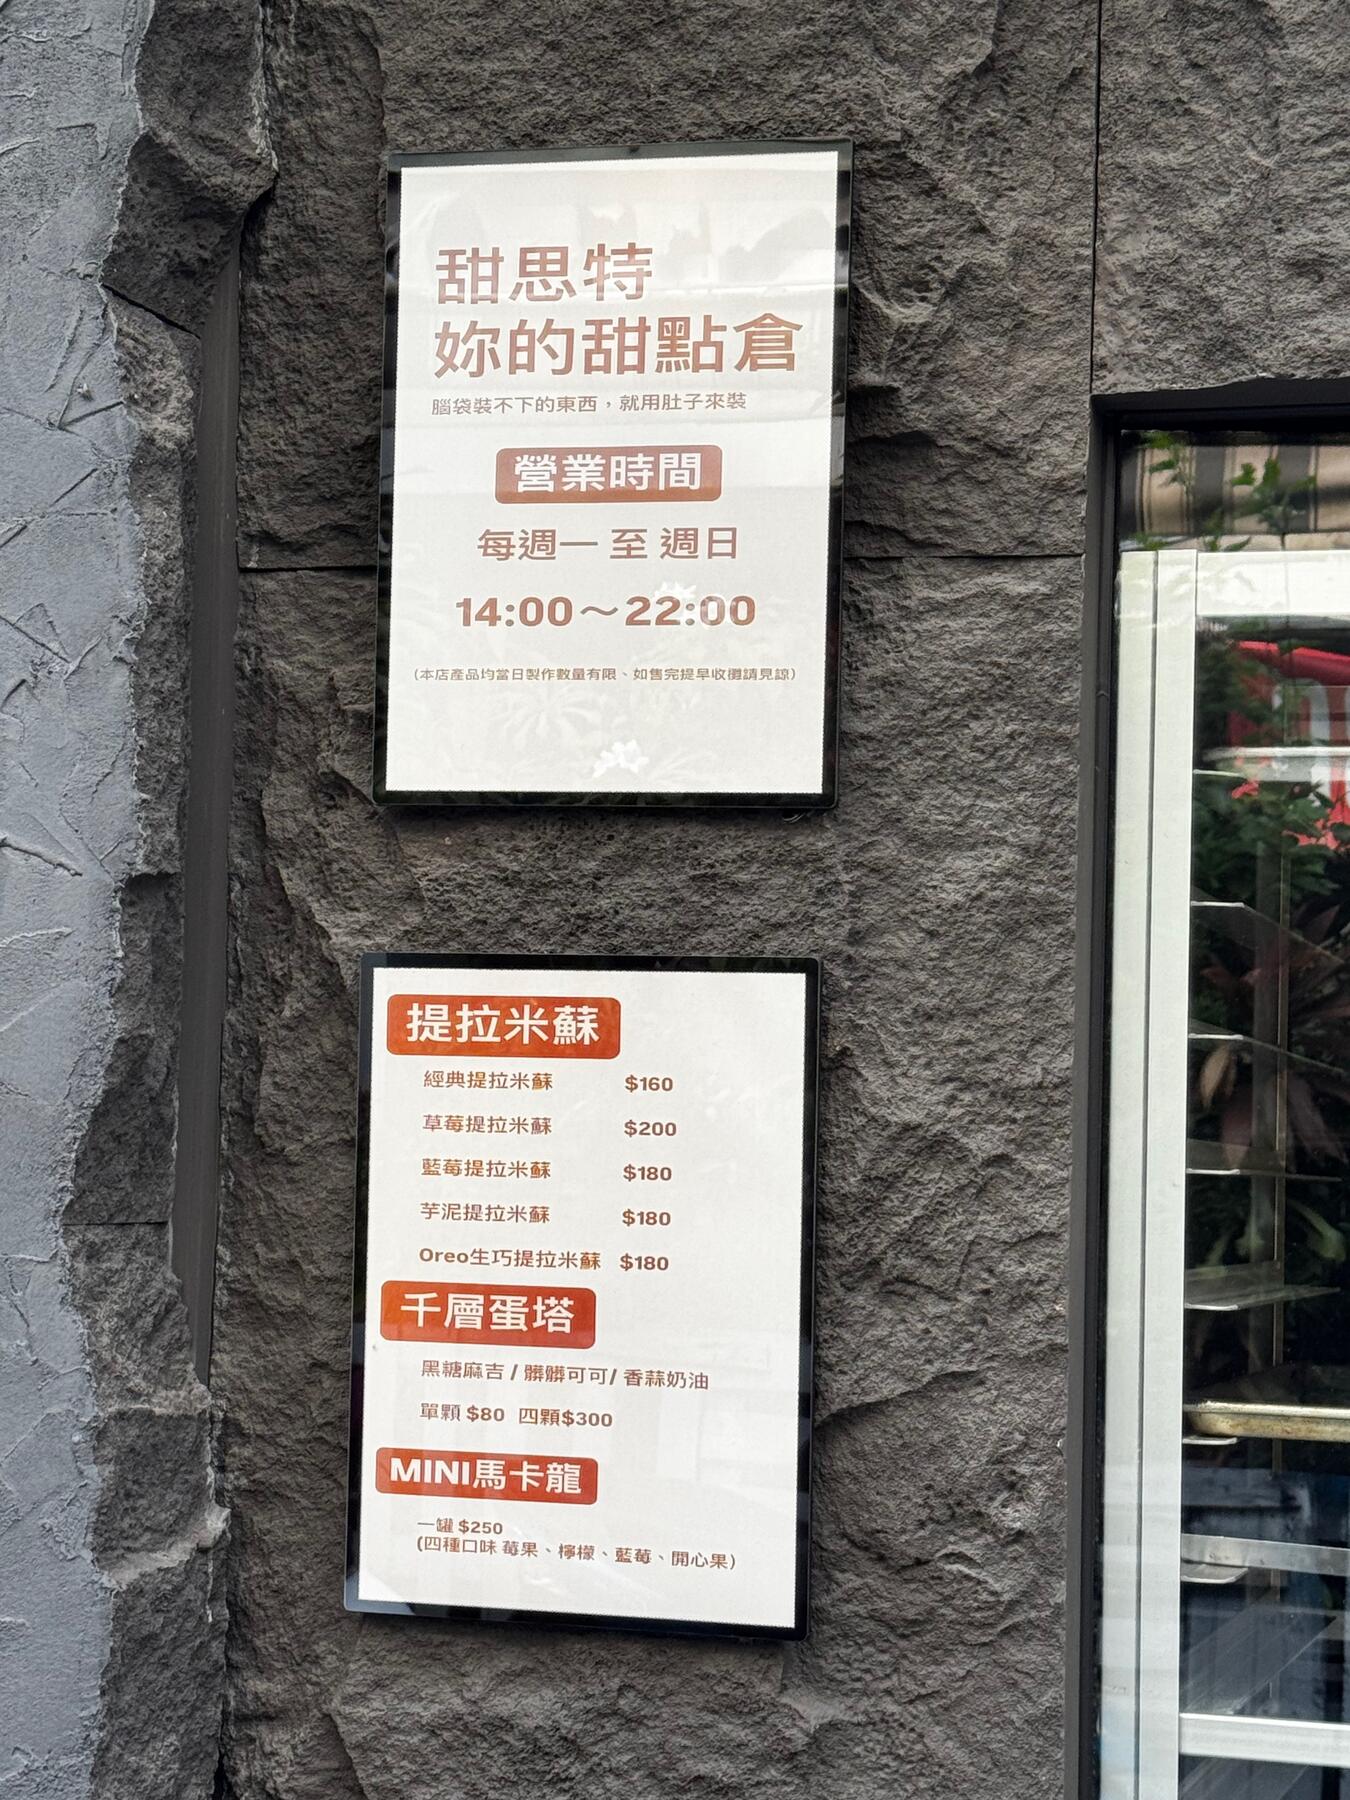 甜思特
妳的甜點倉
腦袋裝不下的東西，就用肚子來裝
營業時間
每週一 至 週日
14:00～22:00
(本店產品均當日製作數量有限、如售完提早收攤請見諒)
提拉米蘇
經典提拉米蘇 $160
草莓提拉米蘇 $200
藍莓提拉米蘇 $180
芋泥提拉米蘇 $180
Oreo生巧提拉米蘇 $180
千層蛋塔
黑糖麻吉 / 髒髒可可/ 香蒜奶油
單顆 $80 四顆$300
MINI馬卡龍
一罐 $250
(四種口味 莓果、檸檬、藍莓、開心果)